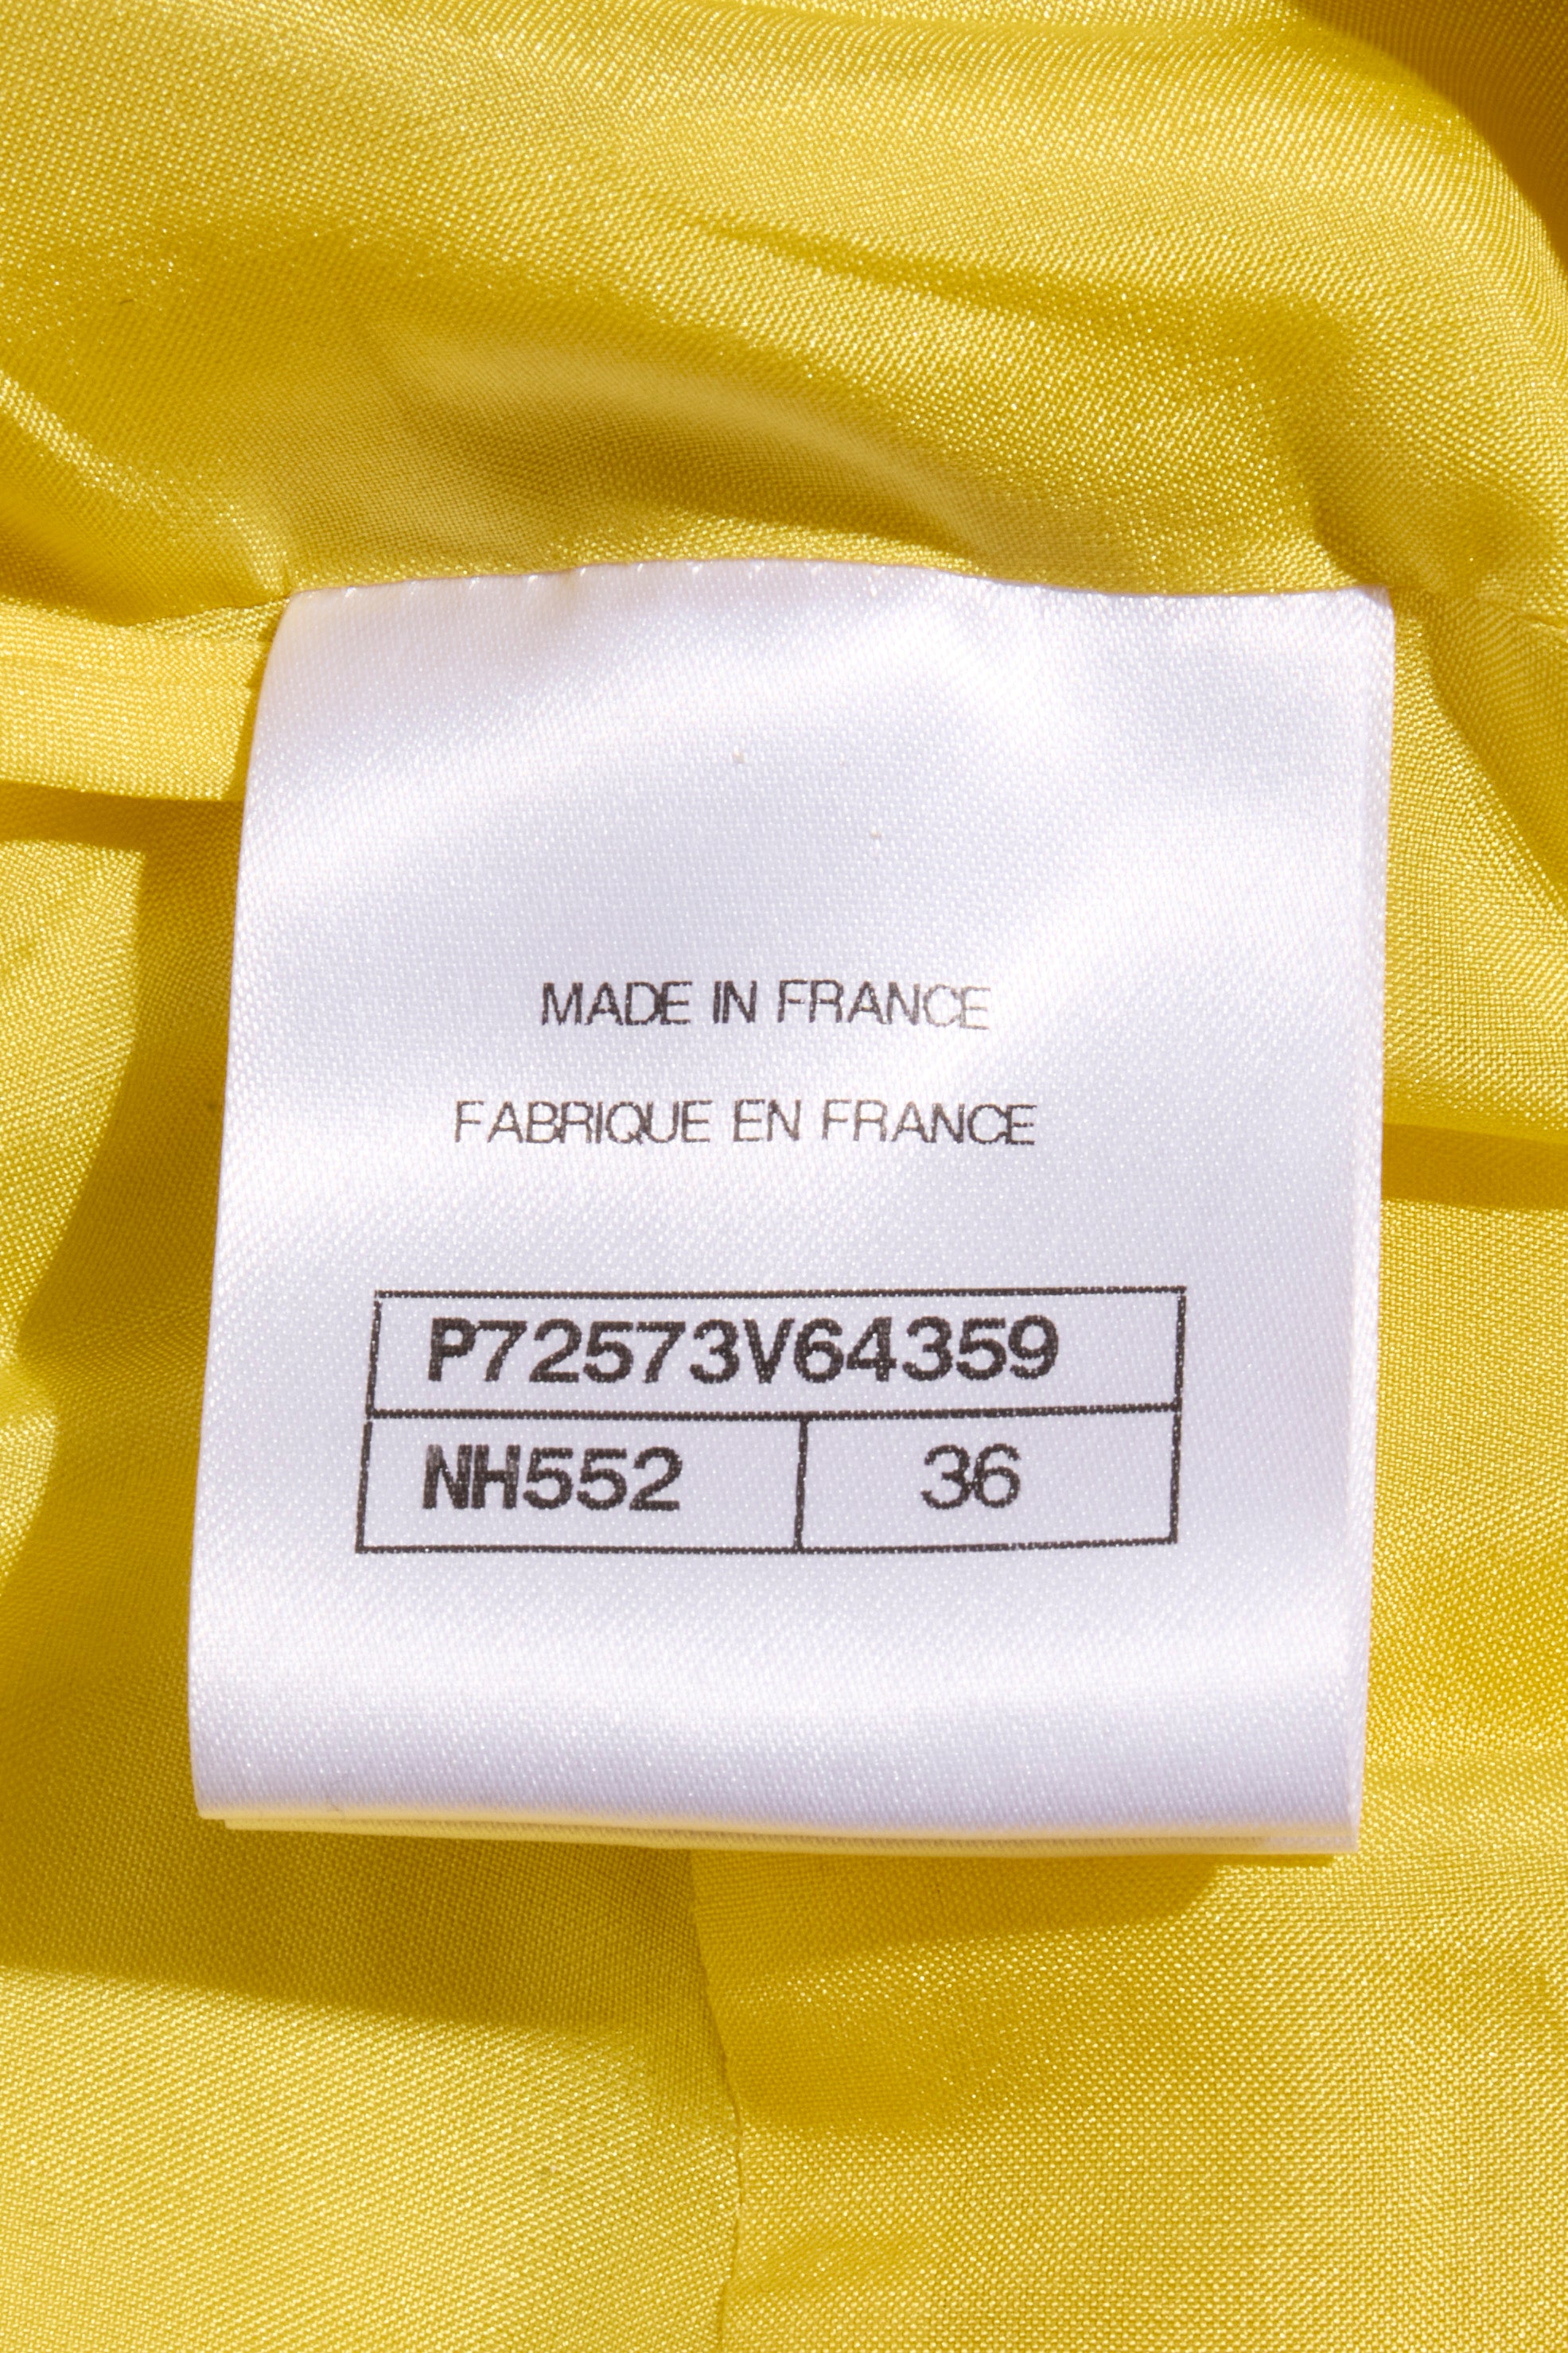 MADE IN FRANCE
FABRIQUE EN FRANCE
P72573V64359
NH552 36